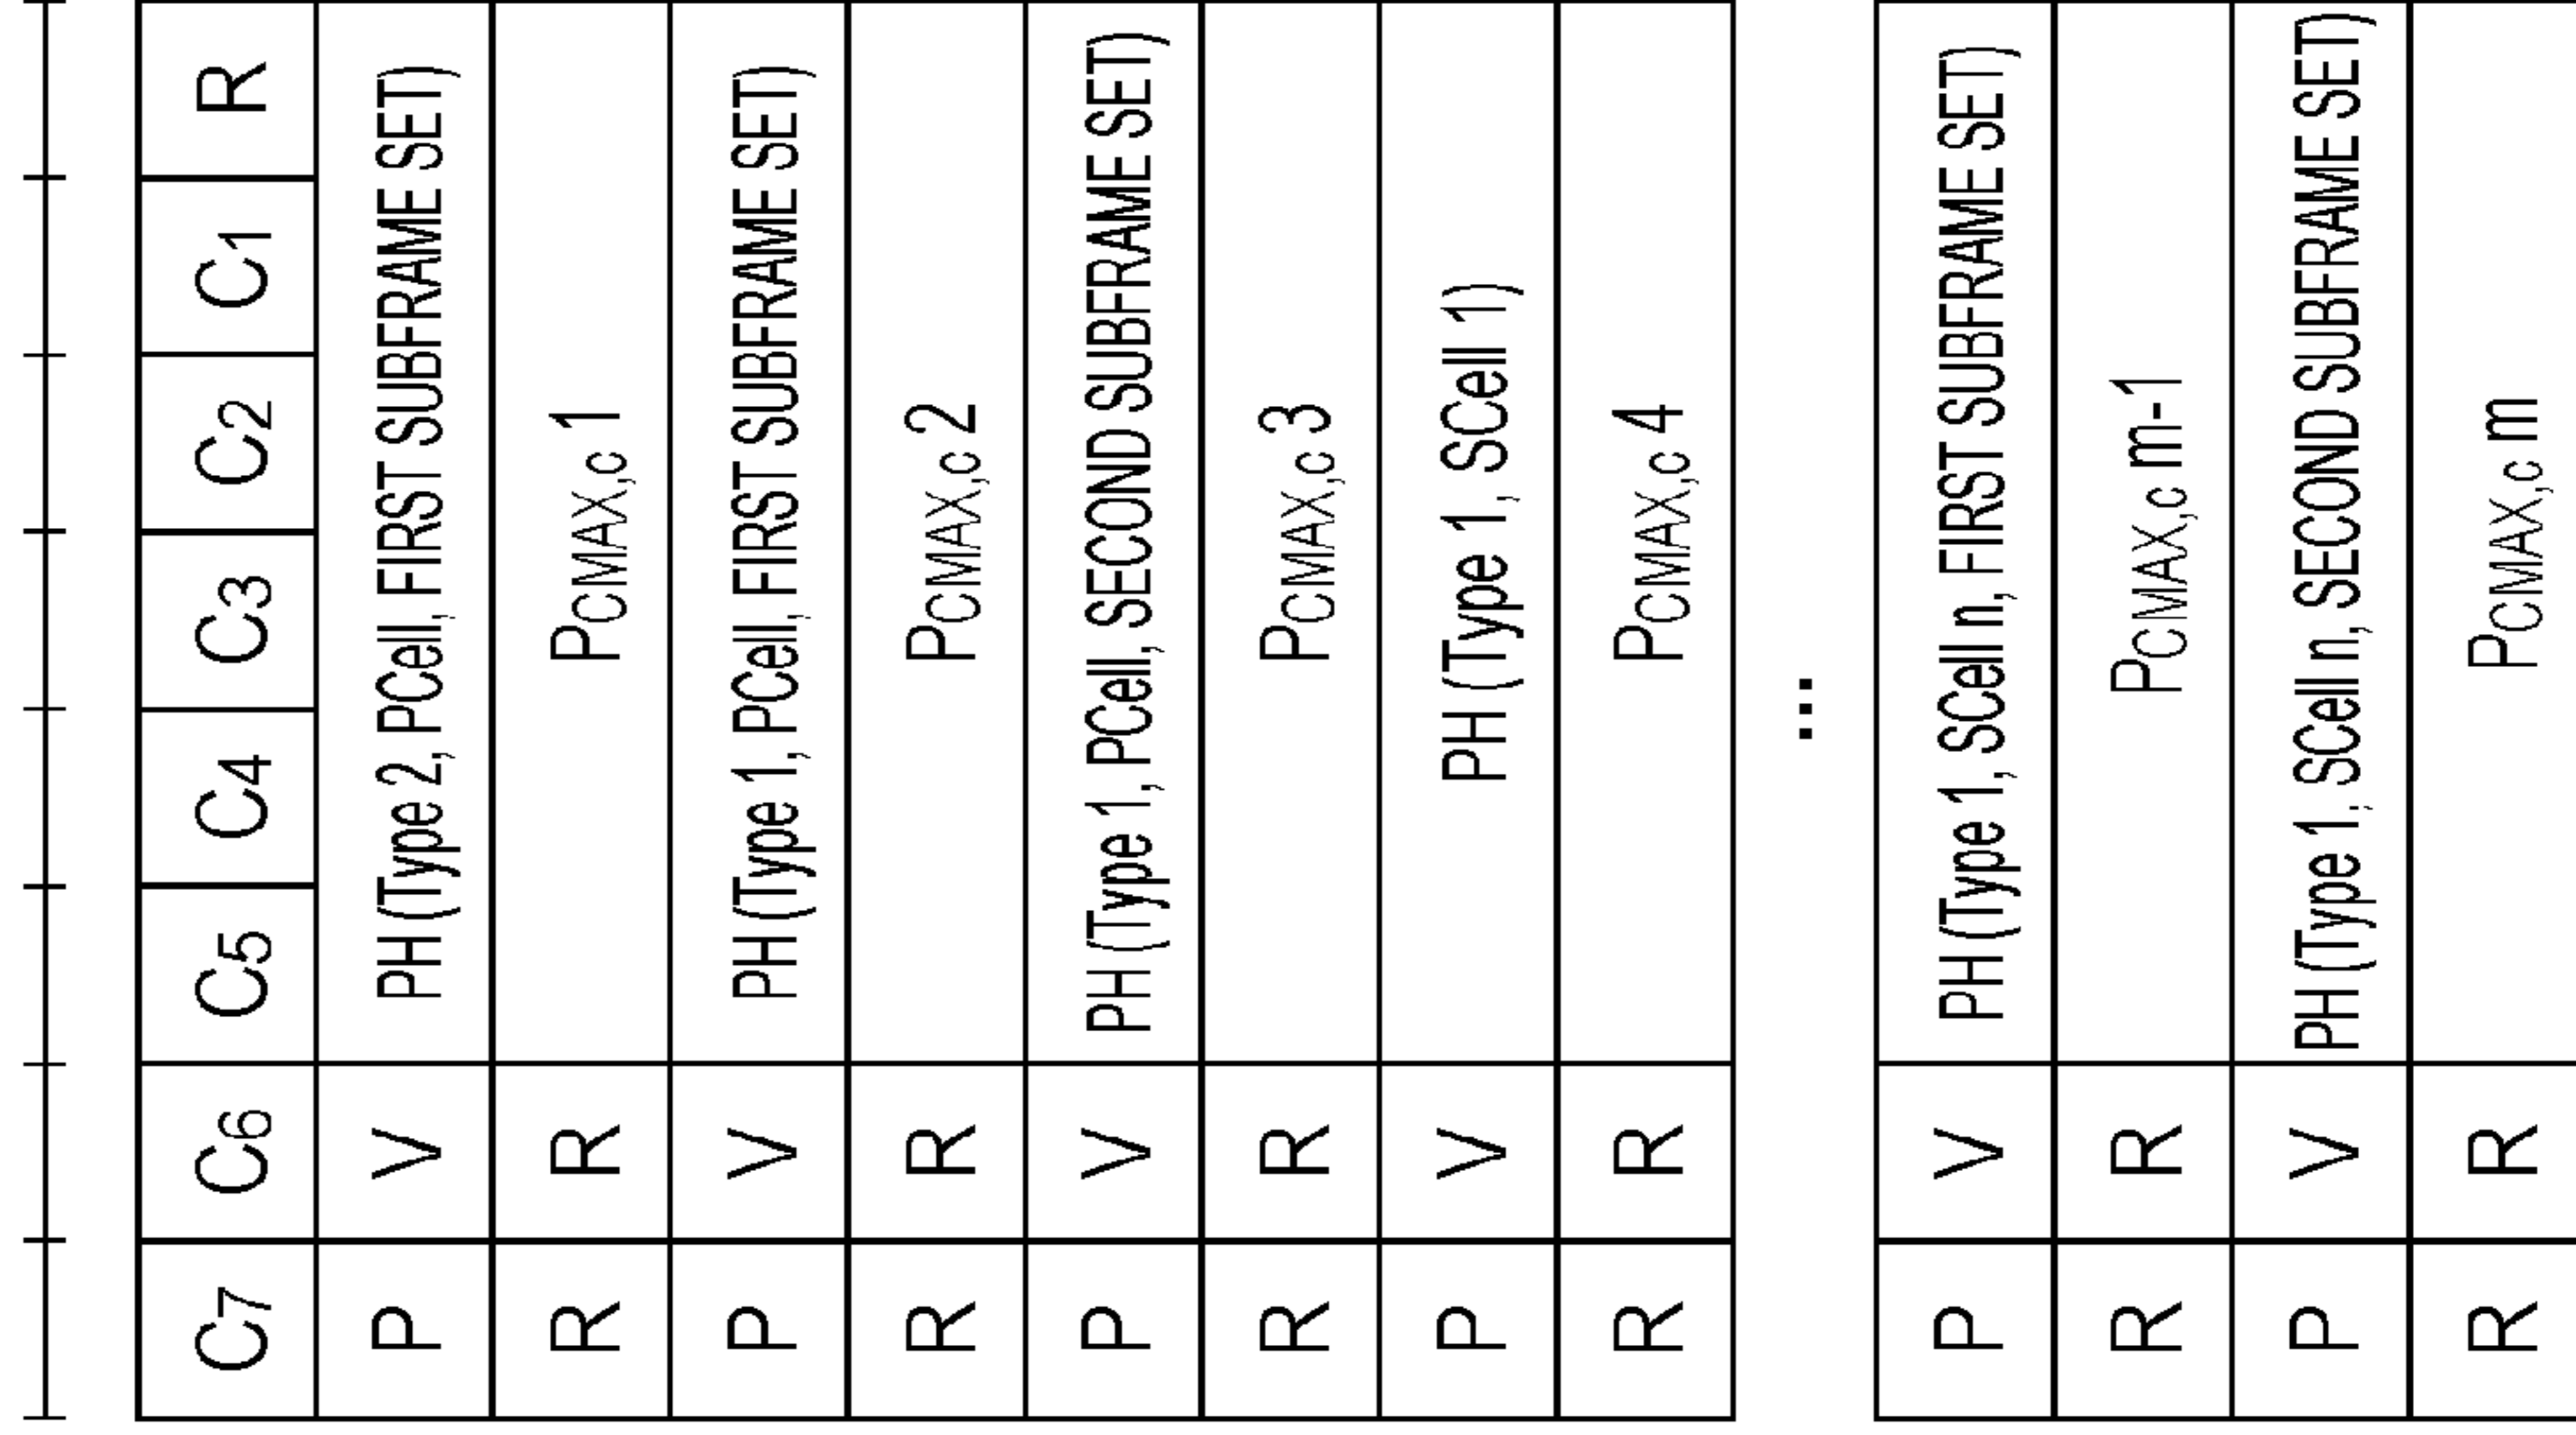 C7 C6 C5 C4 C3 C2 C1 R
P V PH (Type 2, PCell, FIRST SUBFRAME SET)
R R PCMAX,c 1
P V PH (Type 1, PCell, FIRST SUBFRAME SET)
R R PCMAX,c 2
P V PH (Type 1, PCell, SECOND SUBFRAME SET)
R R PCMAX,c 3
P V PH (Type 1, SCell 1)
R R PCMAX,c 4
...
P V PH (Type 1, SCell n, FIRST SUBFRAME SET)
R R PCMAX,c m-1
P V PH (Type 1, SCell n, SECOND SUBFRAME SET)
R R PCMAX,c m